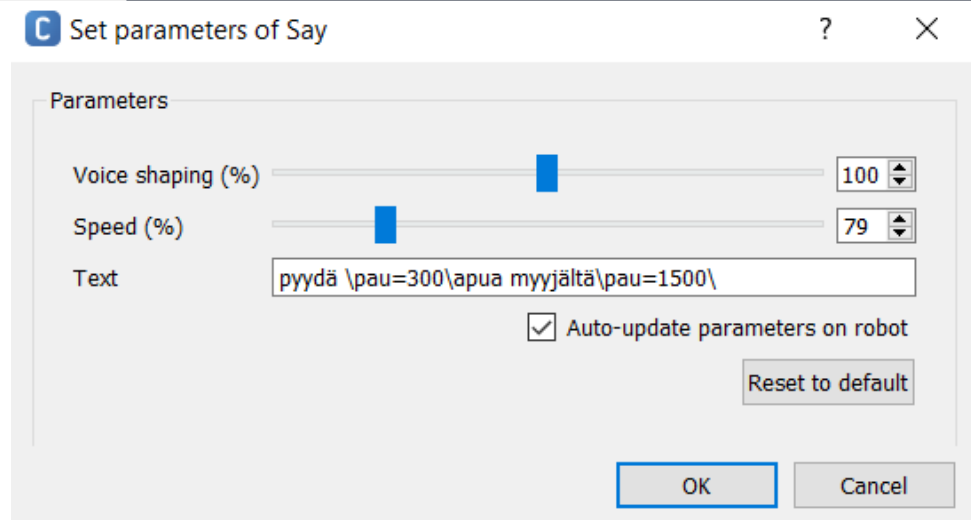 C Set parameters of Say ?
Parameters
Voice shaping (%) 100
Speed (%) 79
Text pyydä \pau=300\apua myyjältä\pau=1500\
Auto-update parameters on robot
Reset to default
OK Cancel